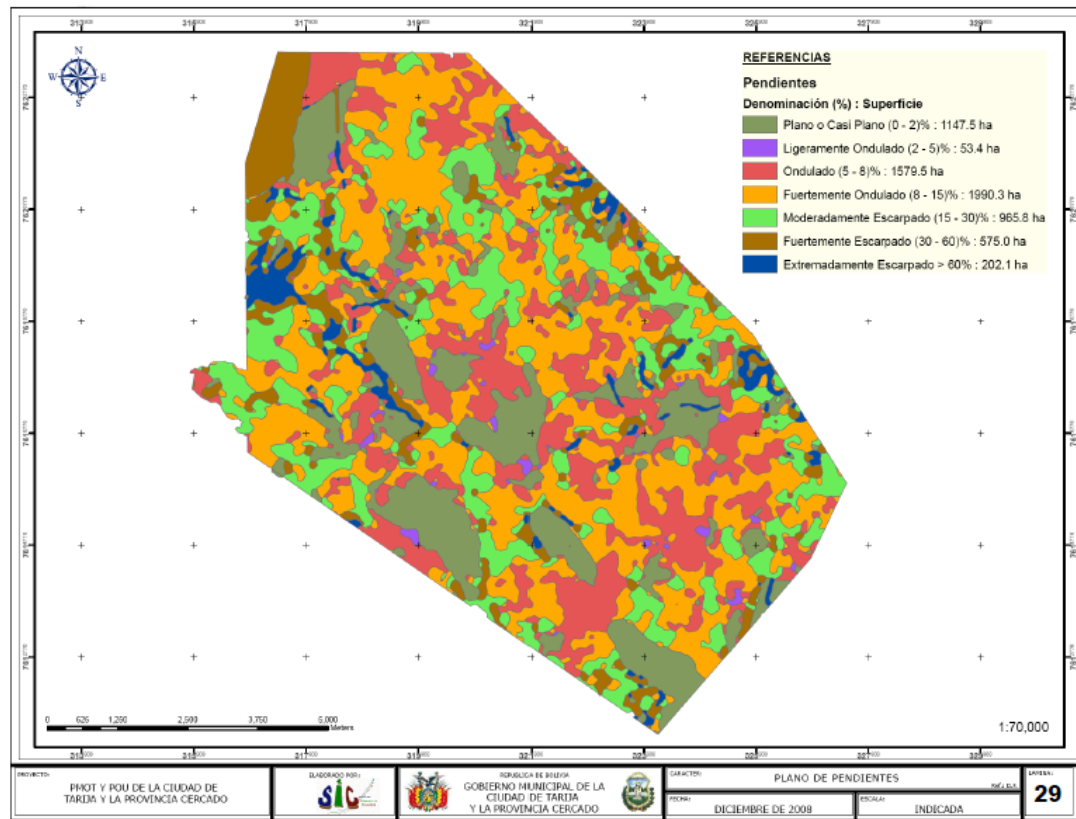 N
W E
S
REFERENCIAS
Pendientes
Denominación (%) : Superficie
Plano o Casi Plano (0 - 2)% : 1147.5 ha
Ligeramente Ondulado (2 - 5)% : 53.4 ha
Ondulado (5 - 8)% : 1579.5 ha
Fuertemente Ondulado (8 - 15)% : 1990.3 ha
Moderadamente Escarpado (15 - 30)% : 965.8 ha
Fuertemente Escarpado (30 - 60)% : 575.0 ha
Extremadamente Escarpado > 60% : 202.1 ha
0 625 1,250 2,500 3,750 5,000
Meters
1:70,000
PROYECTO:
PMOT Y POU DE LA CIUDAD DE
TARIJA Y LA PROVINCIA CERCADO
ELABORADO POR:
SIC
REPUBLICA DE BOLIVIA
GOBIERNO MUNICIPAL DE LA
CIUDAD DE TARIJA
Y LA PROVINCIA CERCADO
CARACTER:
PLANO DE PENDIENTES
FECHA:
DICIEMBRE DE 2008
ESCALA:
INDICADA
LAMINA:
29